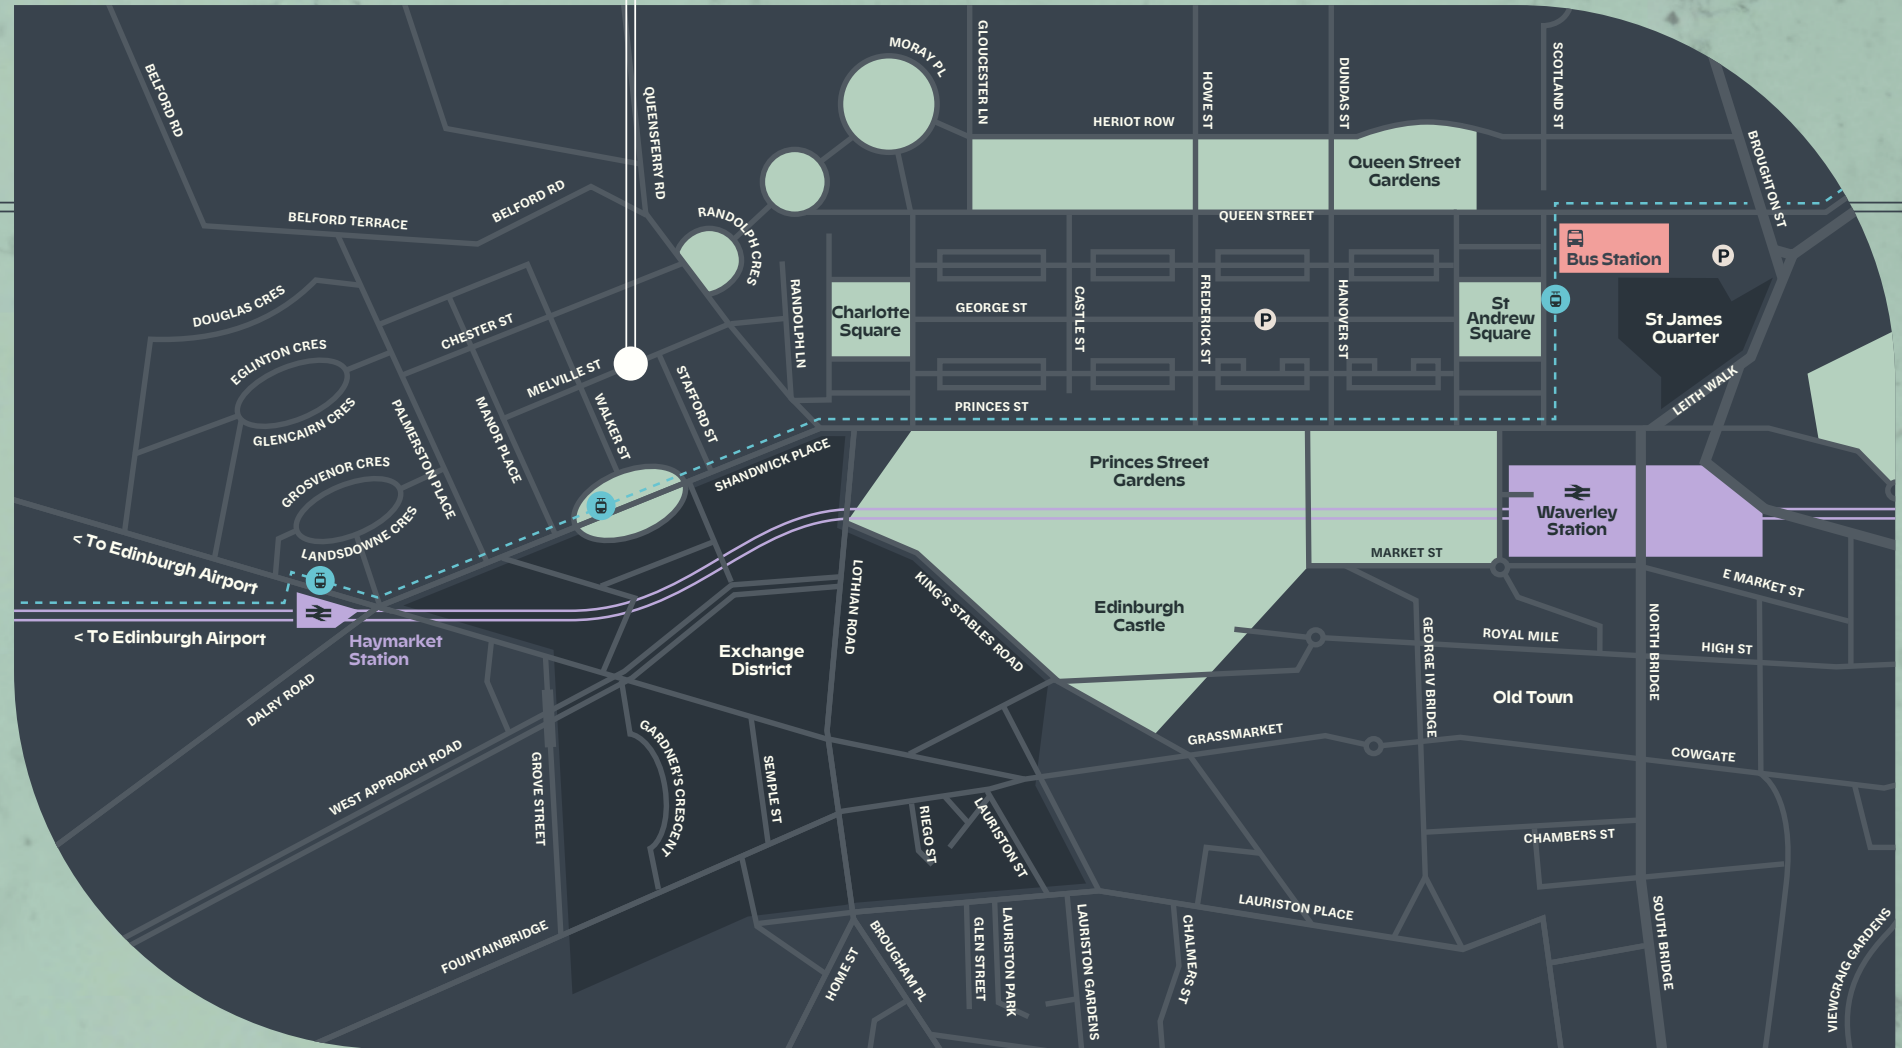 MORAY PL
GLOUCESTER LN
HOWE ST
DUNDAS ST
SCOTLAND ST
BELFORD RD
QUEENSFERRY RD
HERIOT ROW
BROUGHTON ST
Queen Street
Gardens
BELFORD RD
BELFORD TERRACE
RANDOLPH CRES
QUEEN STREET
Bus Station
P
DOUGLAS CRES
RANDOLPH LN
Charlotte
Square
GEORGE ST
CASTLE ST
FREDERICK ST
P
HANOVER ST
St
Andrew
Square
St James
Quarter
CHESTER ST
EGLINTON CRES
MELVILLE ST
STAFFORD ST
WALKER ST
MANOR PLACE
PALMERSTON PLACE
GLENCAIRN CRES
PRINCES ST
LEITH WALK
SHANDWICK PLACE
GROSVENOR CRES
LANDSDOWNE CRES
Princes Street
Gardens
Waverley
Station
MARKET ST
E MARKET ST
< To Edinburgh Airport
< To Edinburgh Airport
Haymarket
Station
LOTHIAN ROAD
KING'S STABLES ROAD
Edinburgh
Castle
Exchange
District
GEORGE IV BRIDGE
ROYAL MILE
NORTH BRIDGE
HIGH ST
Old Town
DALRY ROAD
WEST APPROACH ROAD
GROVE STREET
GARDNER'S CRESCENT
SEMPLE ST
GRASSMARKET
COWGATE
RIEGO ST
LAURISTON ST
CHAMBERS ST
FOUNTAINBRIDGE
HOME ST
BROUGHAM PL
GLEN STREET
LAURISTON PARK
LAURISTON GARDENS
CHALMERS ST
LAURISTON PLACE
SOUTH BRIDGE
VIEWCRAIG GARDENS